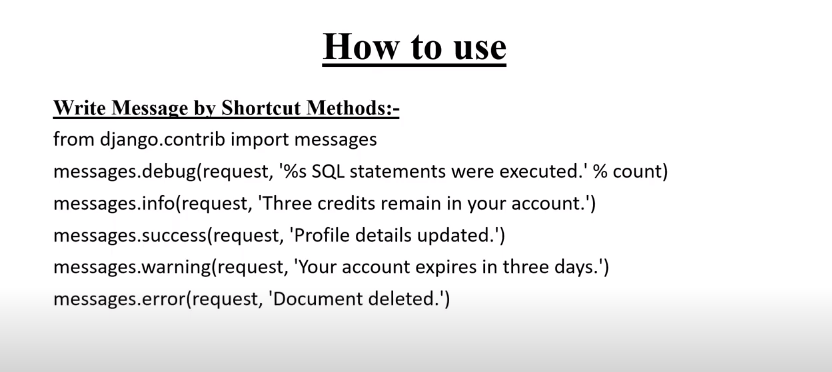 How to use
Write Message by Shortcut Methods:-
from django.contrib import messages
messages.debug(request, '%s SQL statements were executed.' % count)
messages.info(request, 'Three credits remain in your account.')
messages.success(request, 'Profile details updated.')
messages.warning(request, 'Your account expires in three days.')
messages.error(request, 'Document deleted.')